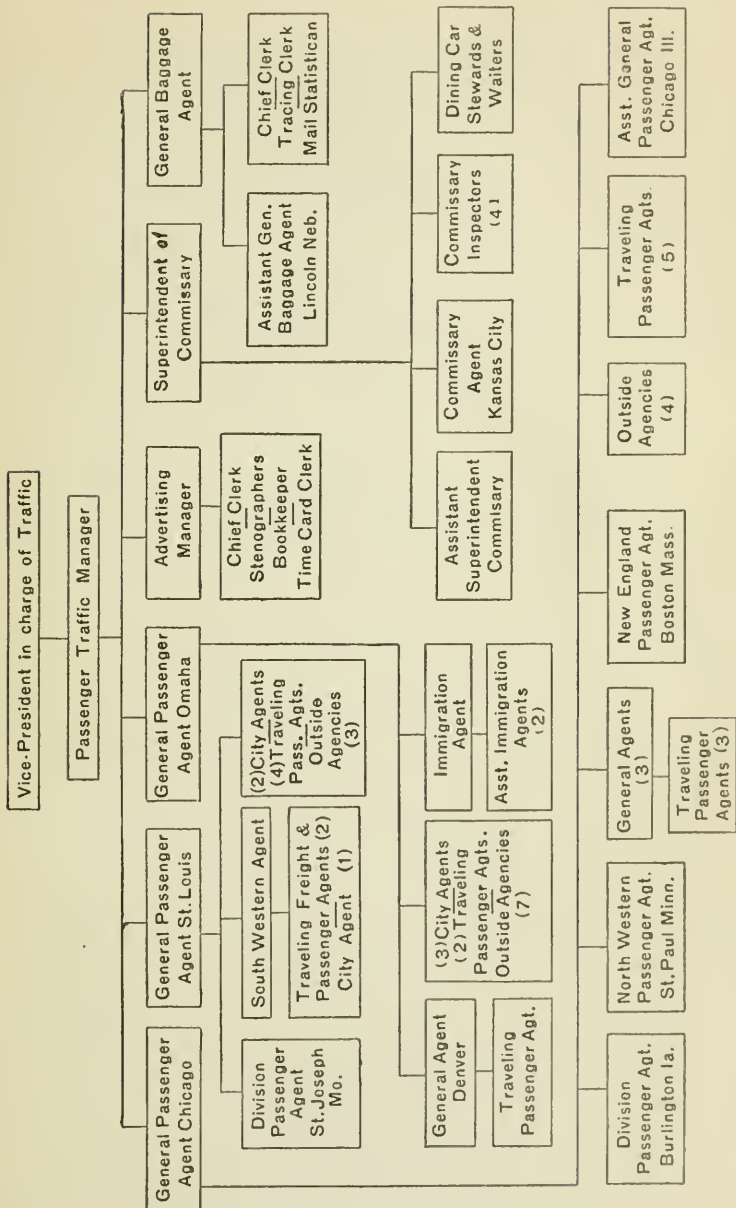 Vice-President in charge of Traffic
Passenger Traffic Manager
General Passenger
Agent Chicago
General Passenger
Agent St. Louis
General Passenger
Agent Omaha
Advertising
Manager
Superintendent of
Commissary
General Baggage
Agent
Division
Passenger
Agent
St. Joseph
Mo.
South Western Agent
Traveling Freight &
Passenger Agents (2)
City Agent (1)
(2) City Agents
(4) Traveling
Pass. Agts.
Outside
Agencies
(3)
Chief Clerk
Stenographers
Bookkeeper
Time Card Clerk
Assistant Gen.
Baggage Agent
Lincoln Neb.
Chief Clerk
Tracing Clerk
Mail Statistican
General Agent
Denver
Traveling
Passenger Agt.
(3) City Agents
(2) Traveling
Passenger Agts.
Outside Agencies
(7)
Immigration
Agent
Asst. Immigration
Agents
(2)
Assistant
Superintendent
Commisary
Commissary
Agent
Kansas City
Commissary
Inspectors
(4)
Dining Car
Stewards &
Waiters
Division
Passenger Agt.
Burlington Ia.
North Western
Passenger Agt.
St. Paul Minn.
General Agents
(3)
Traveling
Passenger
Agents (3)
New England
Passenger Agt.
Boston Mass.
Outside
Agencies
(4)
Traveling
Passenger Agts.
(5)
Asst. General
Passenger Agt.
Chicago Ill.